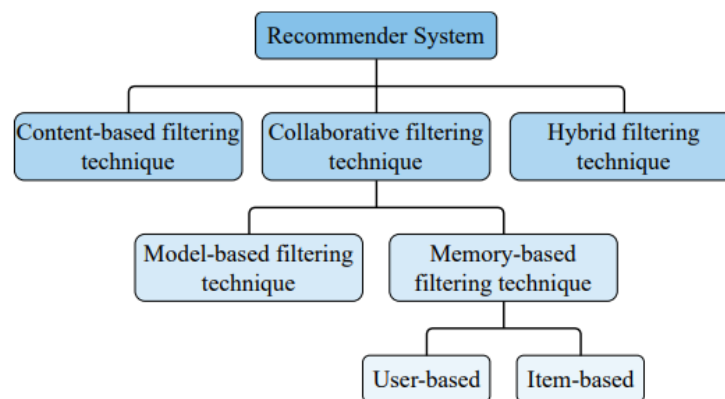 Recommender System
Content-based filtering
technique
Collaborative filtering
technique
Hybrid filtering
technique
Model-based filtering
technique
Memory-based
filtering technique
User-based
Item-based